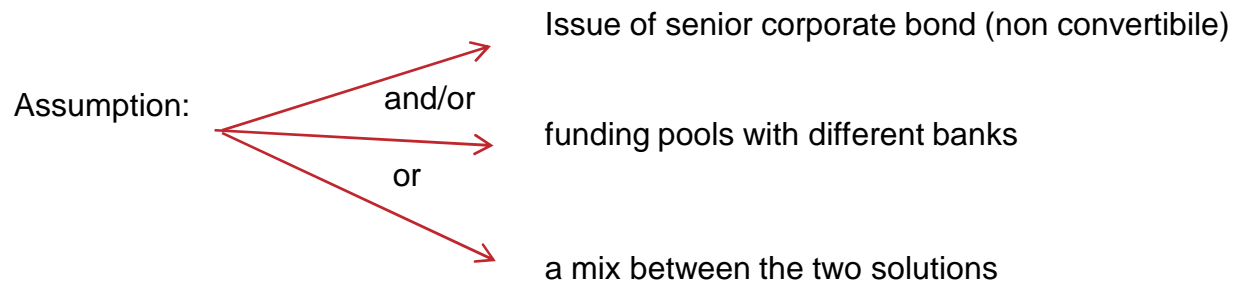 Issue of senior corporate bond (non convertibile)
Assumption:
and/or
funding pools with different banks
or
a mix between the two solutions